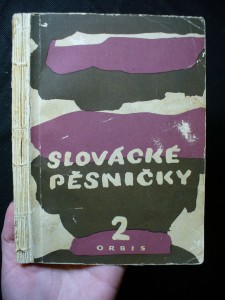 SLOVÁCKÉ
PĚSNIČKY
2
ORBIS